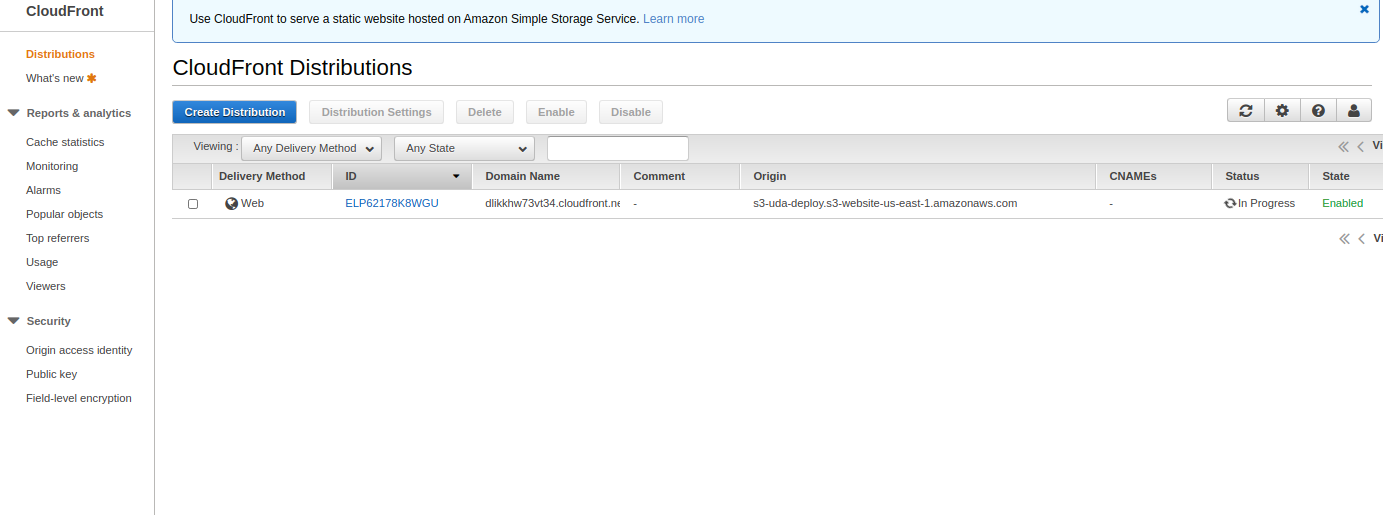 CloudFront
Use CloudFront to serve a static website hosted on Amazon Simple Storage Service. Learn more
Distributions
What's new
Reports & analytics
Cache statistics
Monitoring
Alarms
Popular objects
Top referrers
Usage
Viewers
Security
Origin access identity
Public key
Field-level encryption
CloudFront Distributions
Create Distribution Distribution Settings Delete Enable Disable
Viewing : Any Delivery Method Any State Vi
Delivery Method ID Domain Name Comment Origin CNAMEs Status State
Web ELP62178K8WGU dlikkhw73vt34.cloudfront.ne - s3-uda-deploy.s3-website-us-east-1.amazonaws.com - In Progress Enabled
Vi